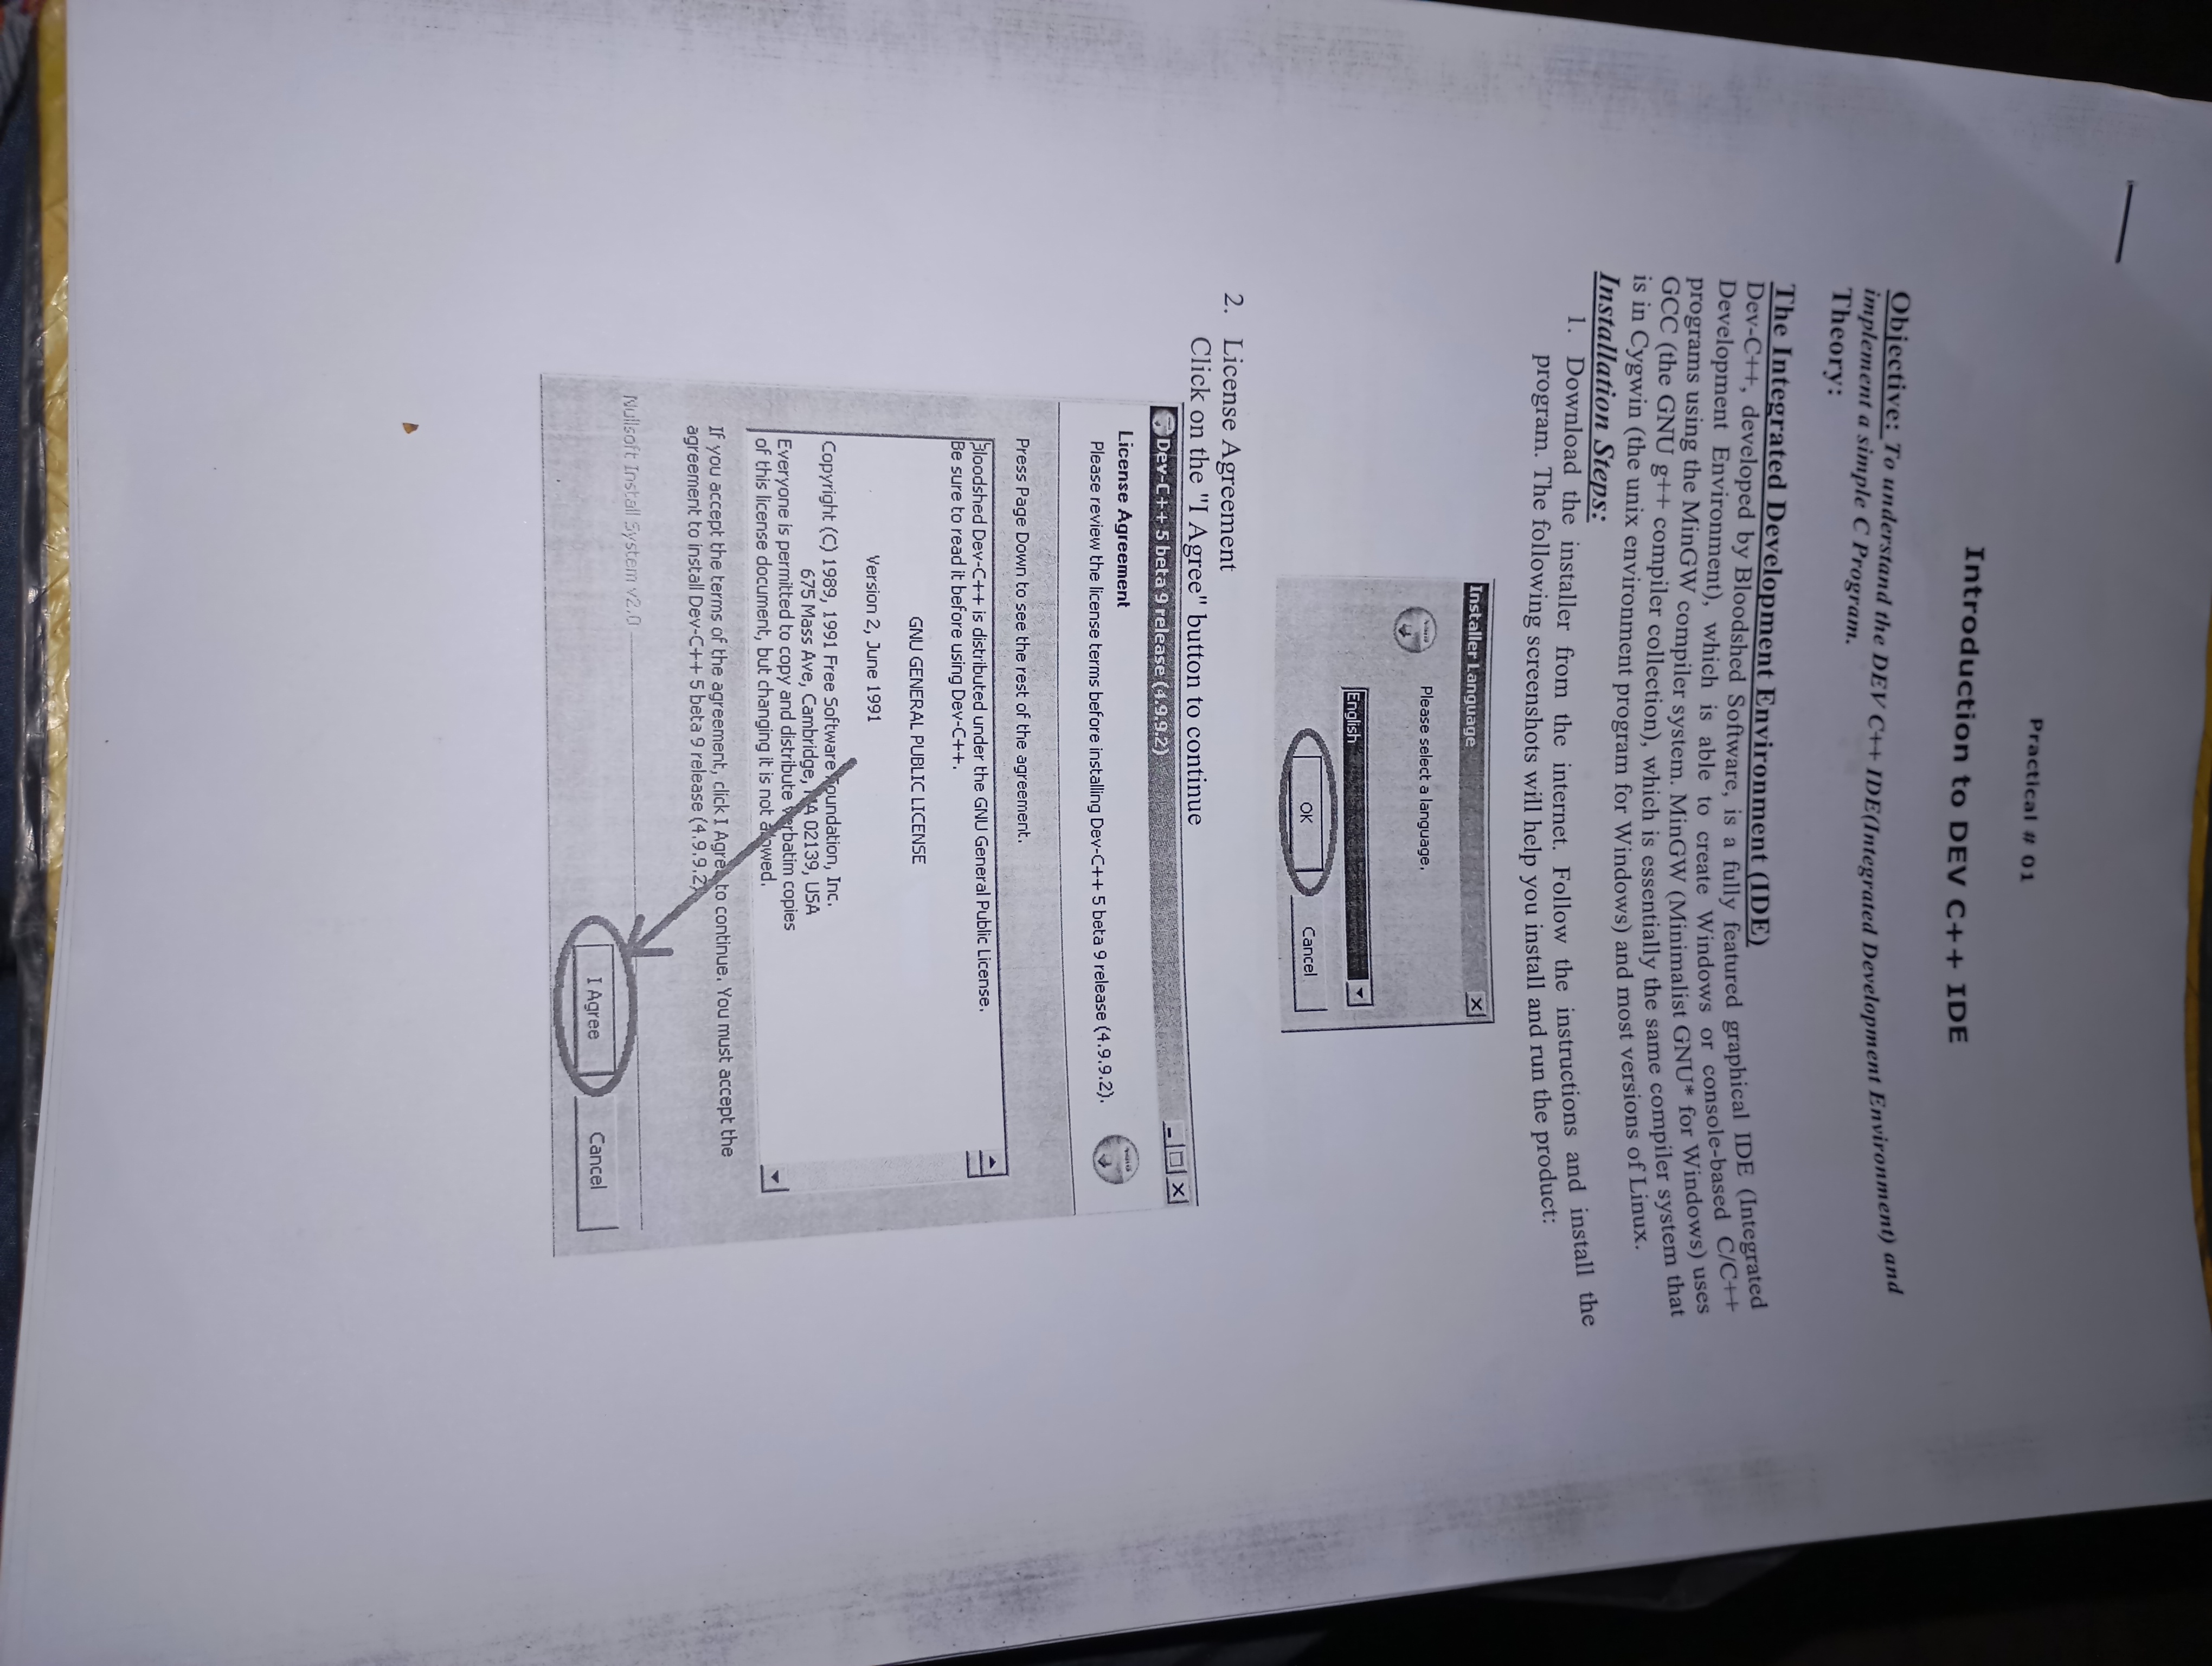 Practical # 01
Introduction to DEV C++ IDE
Objective: To understand the DEV C++ IDE(Integrated Development Environment) and
implement a simple C Program.
Theory:
The Integrated Development Environment (IDE)
Dev-C++, developed by Bloodshed Software, is a fully featured graphical IDE (Integrated
Development Environment), which is able to create Windows or console-based C/C++
programs using the MinGW compiler system. MinGW (Minimalist GNU* for Windows) uses
GCC (the GNU g++ compiler collection), which is essentially the same compiler system that
is in Cygwin (the unix environment program for Windows) and most versions of Linux.
Installation Steps:
1. Download the installer from the internet. Follow the instructions and install the
program. The following screenshots will help you install and run the product:
Installer Language
Please select a language.
English
OK Cancel
2. License Agreement
Click on the "I Agree" button to continue
Dev-C++ 5 beta 9 release (4.9.9.2)
License Agreement
Please review the license terms before installing Dev-C++ 5 beta 9 release (4.9.9.2).
Press Page Down to see the rest of the agreement.
Bloodshed Dev-C++ is distributed under the GNU General Public License.
Be sure to read it before using Dev-C++.
GNU GENERAL PUBLIC LICENSE
Version 2, June 1991
Copyright (C) 1989, 1991 Free Software Foundation, Inc.
675 Mass Ave, Cambridge, MA 02139, USA
Everyone is permitted to copy and distribute verbatim copies
of this license document, but changing it is not allowed.
If you accept the terms of the agreement, click I Agree to continue. You must accept the
agreement to install Dev-C++ 5 beta 9 release (4.9.9.2).
Nullsoft Install System v2.0
I Agree Cancel